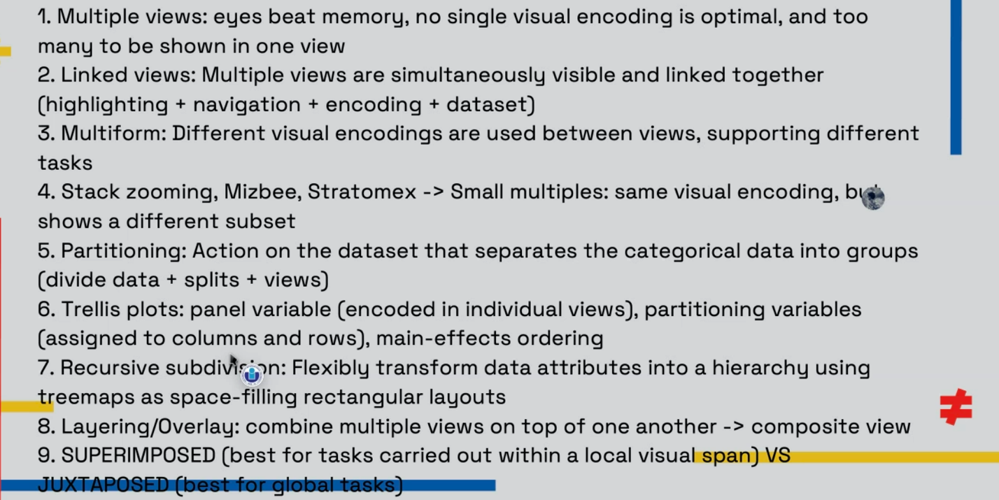 1. Multiple views: eyes beat memory, no single visual encoding is optimal, and too
many to be shown in one view
2. Linked views: Multiple views are simultaneously visible and linked together
(highlighting + navigation + encoding + dataset)
3. Multiform: Different visual encodings are used between views, supporting different
tasks
4. Stack zooming, Mizbee, Stratomex -> Small multiples: same visual encoding, but
shows a different subset
5. Partitioning: Action on the dataset that separates the categorical data into groups
(divide data + splits + views)
6. Trellis plots: panel variable (encoded in individual views), partitioning variables
(assigned to columns and rows), main-effects ordering
7. Recursive subdivision: Flexibly transform data attributes into a hierarchy using
treemaps as space-filling rectangular layouts
8. Layering/Overlay: combine multiple views on top of one another -> composite view
9. SUPERIMPOSED (best for tasks carried out within a local visual span) VS
JUXTAPOSED (best for global tasks)
≠